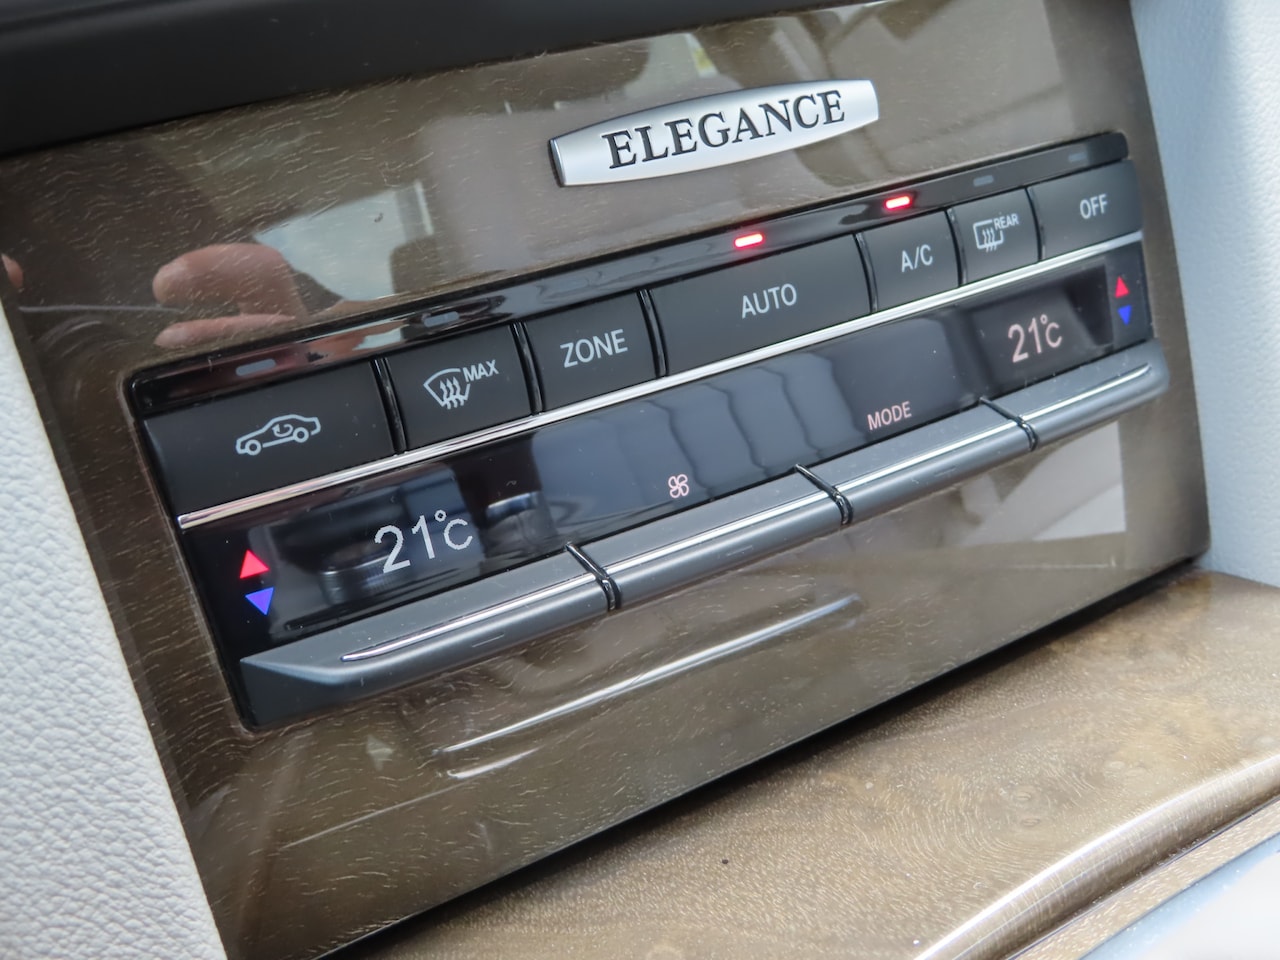 ELEGANCE
MAX
ZONE
AUTO
A/C
REAR
OFF
21°C
MODE
21°C